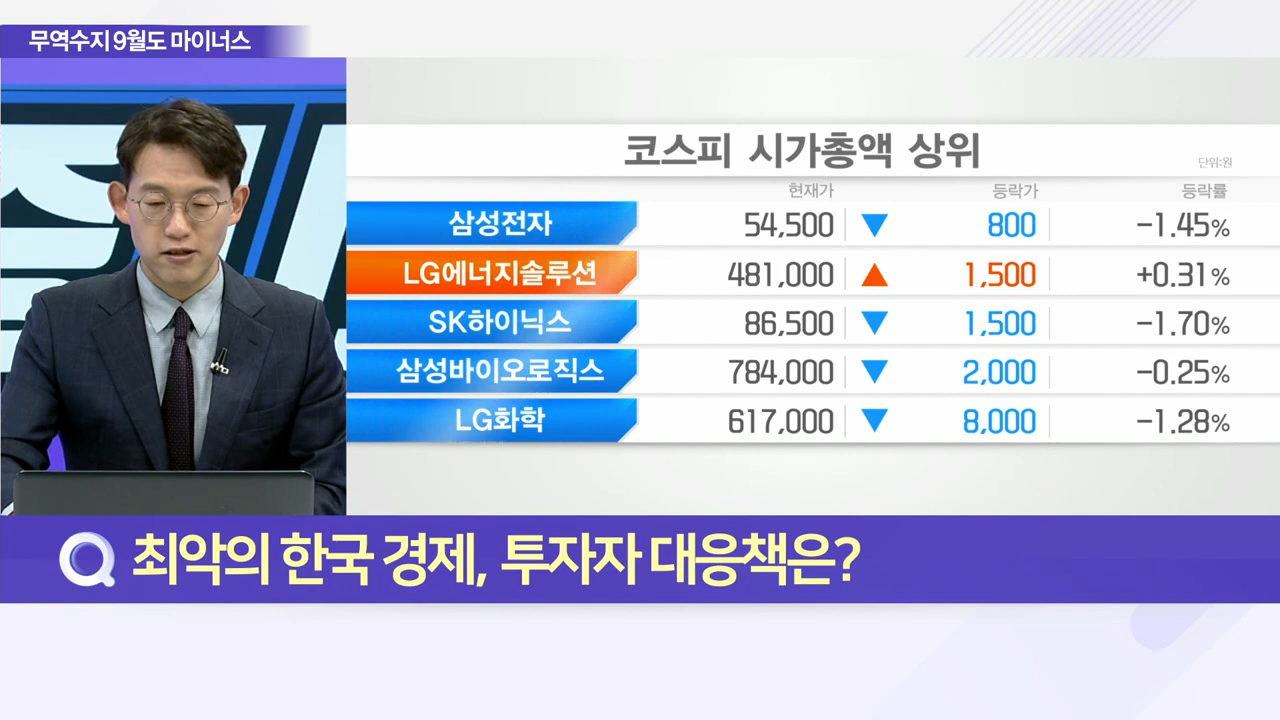 무역수지 9월도 마이너스
코스피 시가총액 상위
단위:원
현재가 등락가 등락률
삼성전자 54,500 ▼ 800 -1.45%
LG에너지솔루션 481,000 ▲ 1,500 +0.31%
SK하이닉스 86,500 ▼ 1,500 -1.70%
삼성바이오로직스 784,000 ▼ 2,000 -0.25%
LG화학 617,000 ▼ 8,000 -1.28%
Q 최악의 한국 경제, 투자자 대응책은?